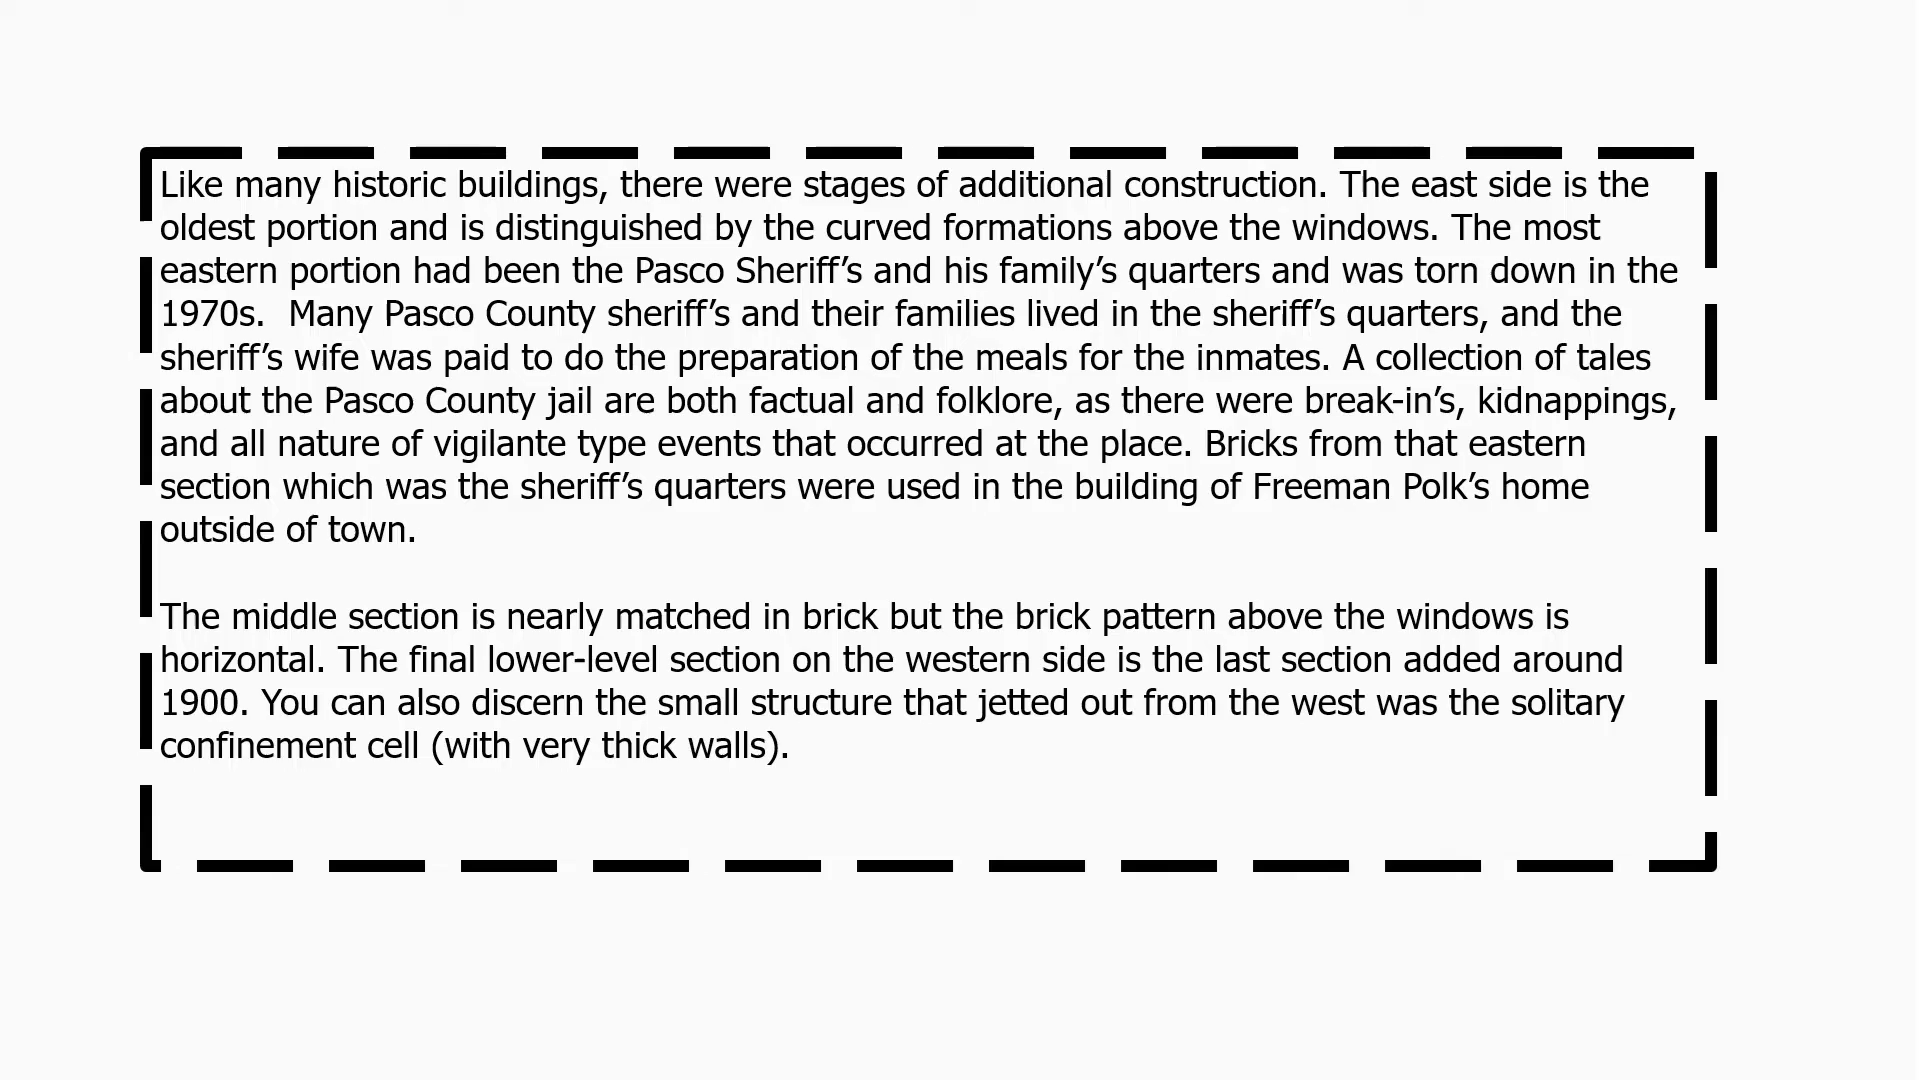 Like many historic buildings, there were stages of additional construction. The east side is the
oldest portion and is distinguished by the curved formations above the windows. The most
eastern portion had been the Pasco Sheriff’s and his family’s quarters and was torn down in the
1970s.  Many Pasco County sheriff’s and their families lived in the sheriff’s quarters, and the
sheriff’s wife was paid to do the preparation of the meals for the inmates. A collection of tales
about the Pasco County jail are both factual and folklore, as there were break-in’s, kidnappings,
and all nature of vigilante type events that occurred at the place. Bricks from that eastern
section which was the sheriff’s quarters were used in the building of Freeman Polk’s home
outside of town.
The middle section is nearly matched in brick but the brick pattern above the windows is
horizontal. The final lower-level section on the western side is the last section added around
1900. You can also discern the small structure that jetted out from the west was the solitary
confinement cell (with very thick walls).